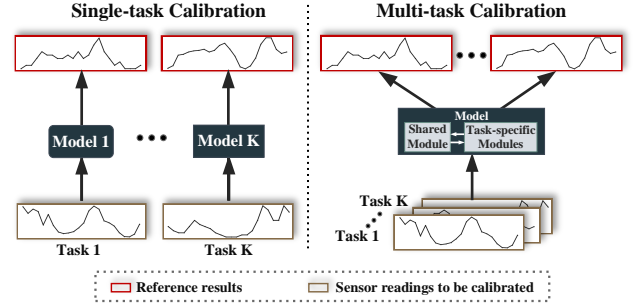 Single-task Calibration
Multi-task Calibration
Model 1
Model K
Task 1
Task K
Model
Shared
Module
Task-specific
Modules
Task K
Task 1
Reference results
Sensor readings to be calibrated